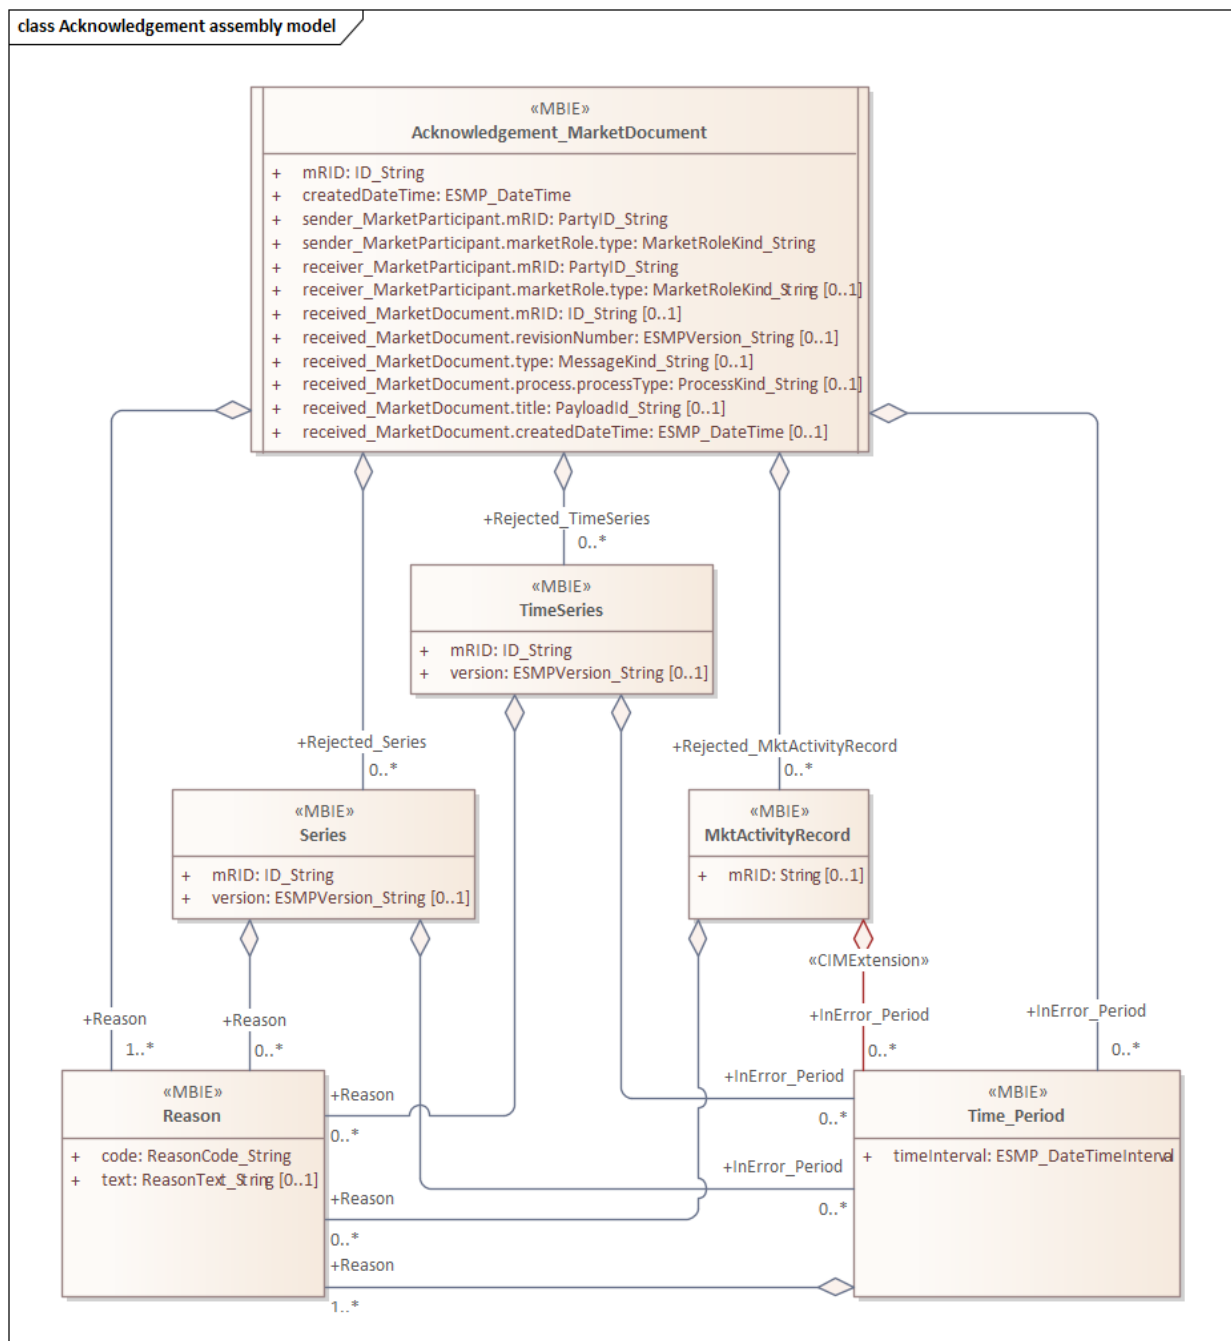 class Acknowledgement assembly model
«MBIE»
Acknowledgement_MarketDocument
+ mRID: ID_String
+ createdDateTime: ESMP_DateTime
+ sender_MarketParticipant.mRID: PartyID_String
+ sender_MarketParticipant.marketRole.type: MarketRoleKind_String
+ receiver_MarketParticipant.mRID: PartyID_String
+ receiver_MarketParticipant.marketRole.type: MarketRoleKind_String [0..1]
+ received_MarketDocument.mRID: ID_String [0..1]
+ received_MarketDocument.revisionNumber: ESMPVersion_String [0..1]
+ received_MarketDocument.type: MessageKind_String [0..1]
+ received_MarketDocument.process.processType: ProcessKind_String [0..1]
+ received_MarketDocument.title: PayloadId_String [0..1]
+ received_MarketDocument.createdDateTime: ESMP_DateTime [0..1]
+Rejected_TimeSeries
0..*
«MBIE»
TimeSeries
+ mRID: ID_String
+ version: ESMPVersion_String [0..1]
+Rejected_Series
0..*
+Rejected_MktActivityRecord
0..*
«MBIE»
Series
+ mRID: ID_String
+ version: ESMPVersion_String [0..1]
«MBIE»
MktActivityRecord
+ mRID: String [0..1]
«CIMExtension»
+InError_Period
0..*
+InError_Period
0..*
+Reason
1..*
+Reason
0..*
«MBIE»
Reason
+ code: ReasonCode_String
+ text: ReasonText_String [0..1]
+Reason
0..*
+Reason
0..*
+Reason
1..*
+InError_Period
0..*
+InError_Period
0..*
«MBIE»
Time_Period
+ timeInterval: ESMP_DateTimeInterval